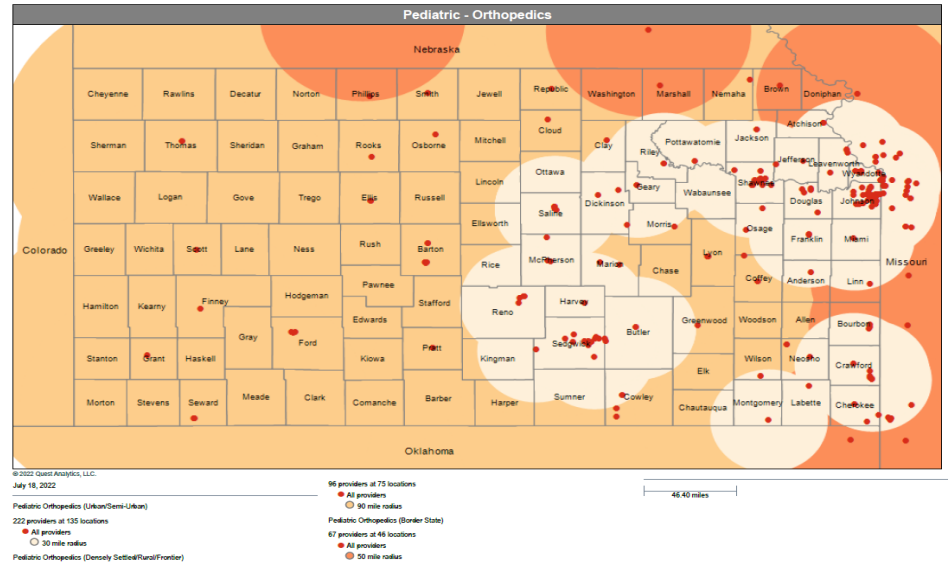 Pediatric - Orthopedics
Nebraska
Cheyenne Rawlins Decatur Norton Phillips Smith Jewell Republic Washington Marshall Nemaha Brown Doniphan
Cloud Atchison
Sherman Thomas Sheridan Graham Rooks Osborne Mitchell Clay Riley Pottawatomie Jackson
Jefferson Leavenworth
Ottawa Wyandotte
Lincoln Geary Shawnee
Wallace Logan Gove Trego Ellis Russell Saline Dickinson Wabaunsee Douglas Johnson
Ellsworth Morris Osage
Colorado Greeley Wichita Scott Lane Ness Rush Barton Franklin Miami
Rice McPherson Marion Lyon Missouri
Chase Coffey Anderson Linn
Pawnee
Hamilton Kearny Finney Hodgeman Stafford Reno Harvey
Gray Ford Edwards Butler Greenwood Woodson Allen Bourbon
Stanton Grant Haskell Kiowa Pratt Kingman Sedgwick Wilson Neosho Crawford
Elk
Morton Stevens Seward Meade Clark Comanche Barber Harper Sumner Cowley Chautauqua Montgomery Labette Cherokee
Oklahoma
© 2022 Quest Analytics, LLC.
July 18, 2022
Pediatric Orthopedics (Urban/Semi-Urban)
222 providers at 135 locations
All providers
30 mile radius
Pediatric Orthopedics (Densely Settled/Rural/Frontier)
96 providers at 75 locations
All providers
90 mile radius
Pediatric Orthopedics (Border State)
67 providers at 46 locations
All providers
50 mile radius
46.40 miles